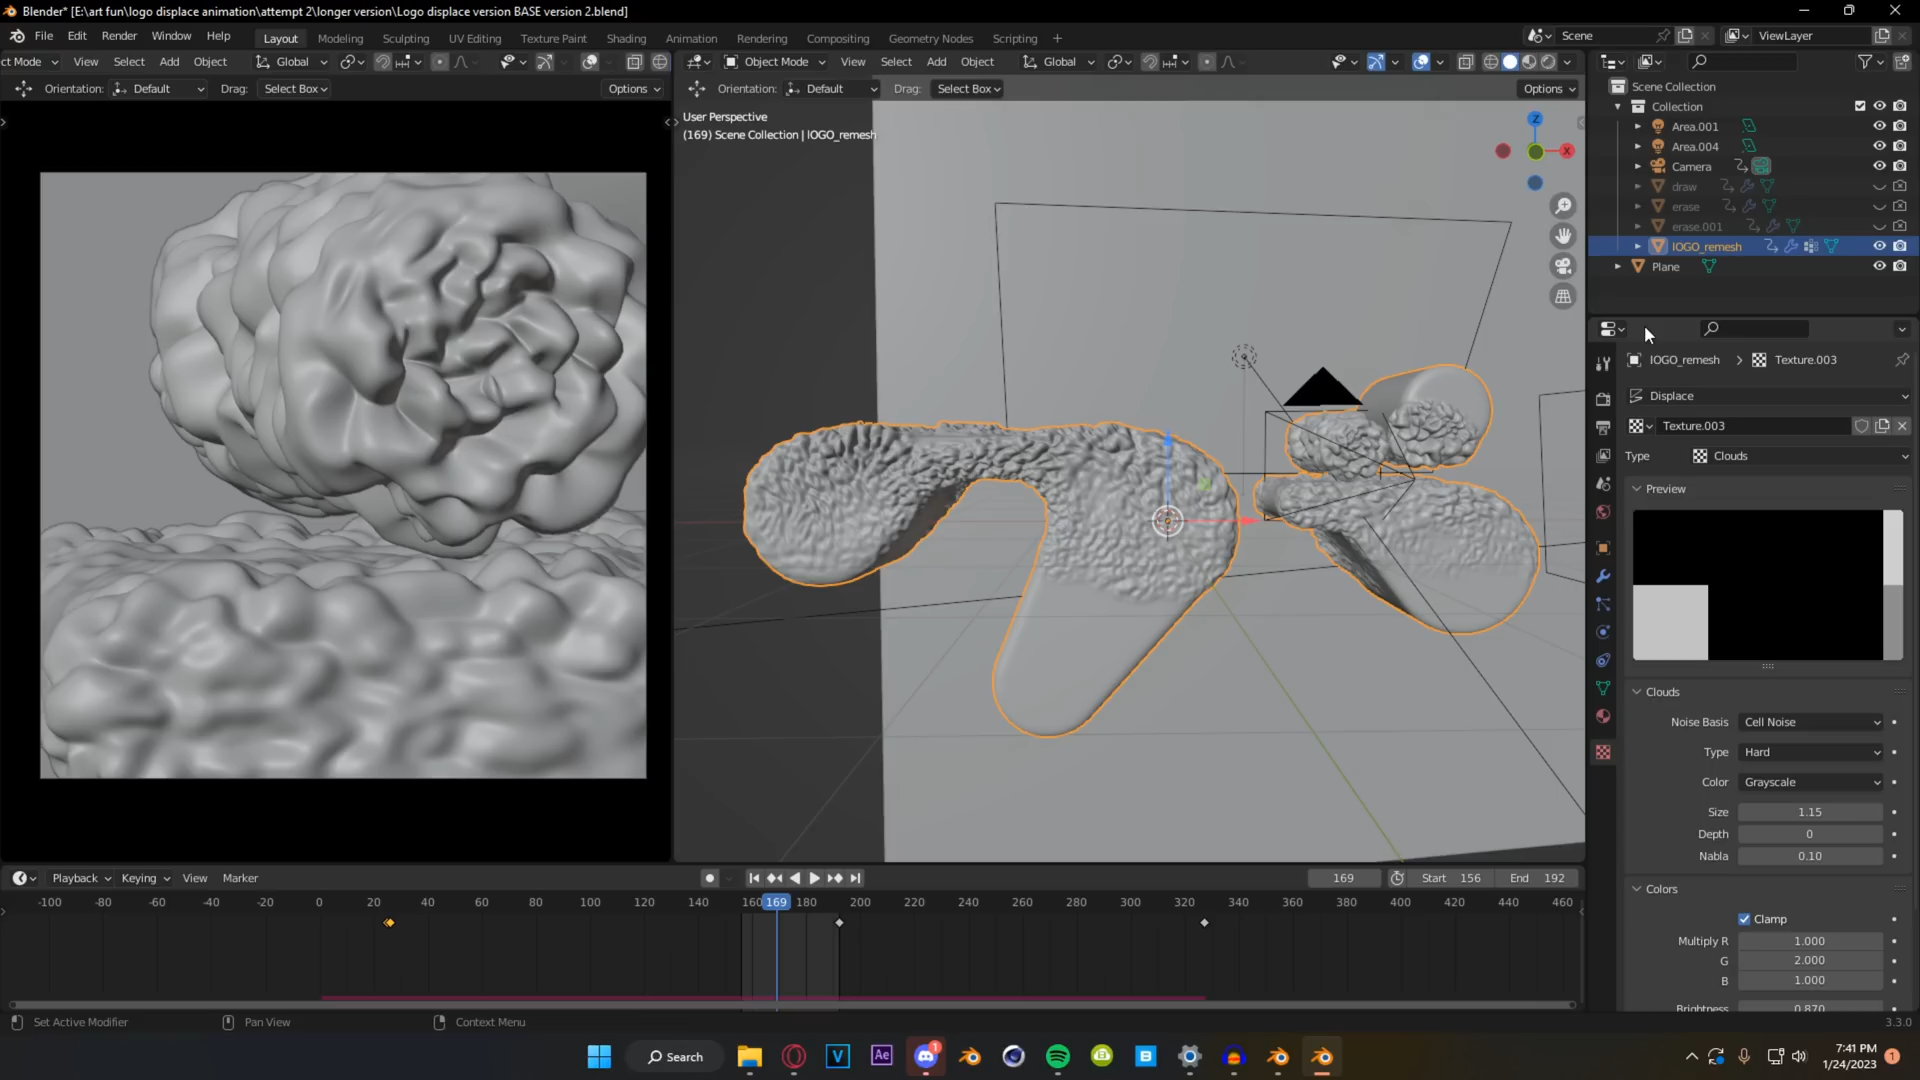 Blender* [E:\art fun\logo displace animation\attempt 2\longer version\Logo displace version BASE version 2.blend]
File Edit Render Window Help Layout Modeling Sculpting UV Editing Texture Paint Shading Animation Rendering Compositing Geometry Nodes Scripting + Scene ViewLayer
ct Mode View Select Add Object Global Object Mode View Select Add Object Global
Orientation: Default Drag: Select Box Options Orientation: Default Drag: Select Box Options
User Perspective
(169) Scene Collection | lOGO_remesh
Z
X
Scene Collection
Collection
Area.001
Area.004
Camera
draw
erase
erase.001
lOGO_remesh
Plane
lOGO_remesh > Texture.003
Displace
Texture.003
Type Clouds
Preview
Clouds
Noise Basis Cell Noise
Type Hard
Color Grayscale
Size 1.15
Depth 0
Nabla 0.10
Colors
Clamp
Multiply R 1.000
G 2.000
B 1.000
Brightness 0.870
Playback Keying View Marker 169 Start 156 End 192
-100 -80 -60 -40 -20 0 20 40 60 80 100 120 140 160 169 180 200 220 240 260 280 300 320 340 360 380 400 420 440 460
Set Active Modifier Pan View Context Menu 3.3.0
Search V Ae 1 B 7:41 PM
1/24/2023 1